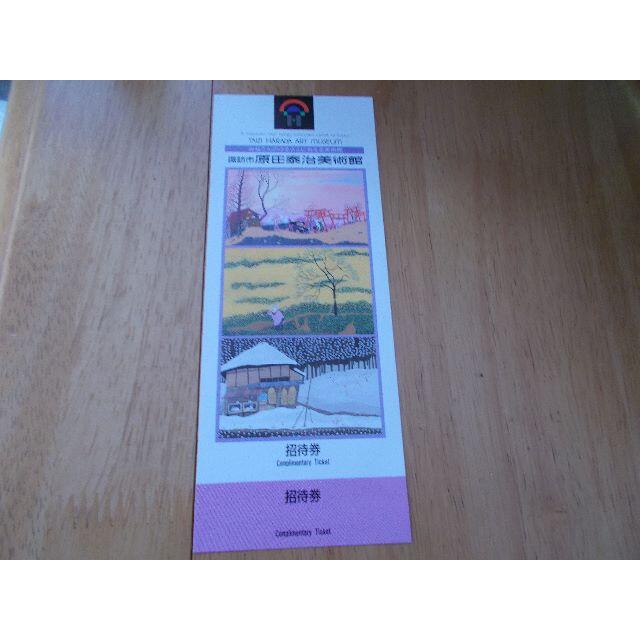 TAIZI HARADA ART MUSEUM
諏訪市原田泰治美術館
招待券
Complimentary Ticket
招待券
Complimentary Ticket